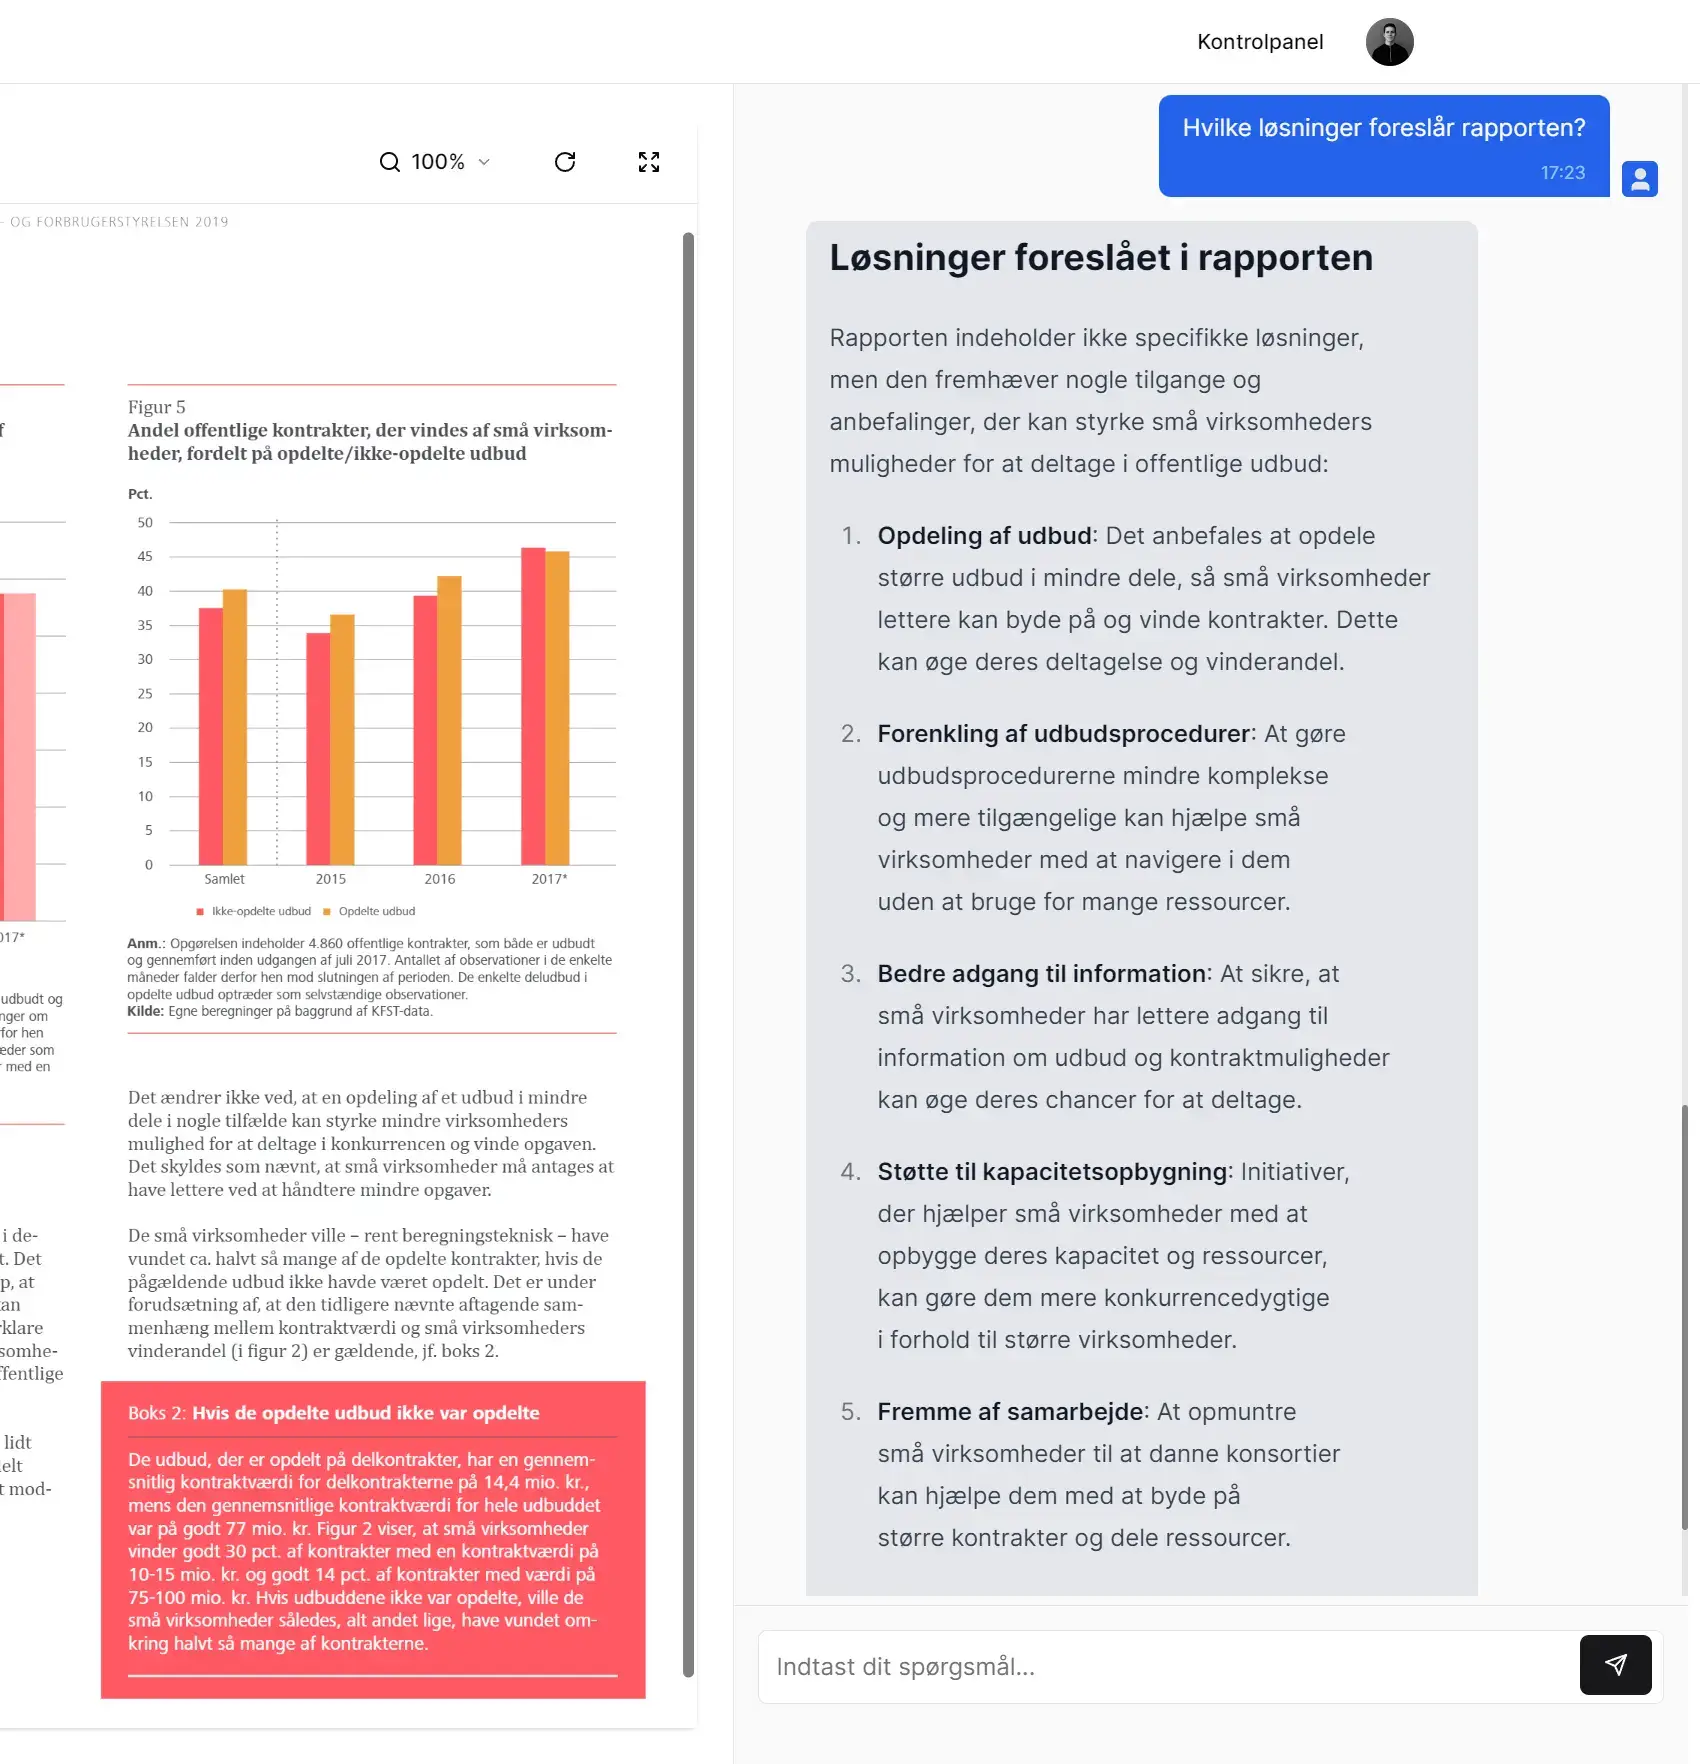 Kontrolpanel
100%
- OG FORBRUGERSTYRELSEN 2019
f
017*
udbudt og
nger om
for hen
æder som
r med en
i de-
t. Det
p, at
an
klare
somhe-
ffentlige
lidt
elt
t mod-
Figur 5
Andel offentlige kontrakter, der vindes af små virksom-
heder, fordelt på opdelte/ikke-opdelte udbud
Pct.
50
45
40
35
30
25
20
15
10
5
0
Samlet 2015 2016 2017*
Ikke-opdelte udbud Opdelte udbud
Anm.: Opgørelsen indeholder 4.860 offentlige kontrakter, som både er udbudt
og gennemført inden udgangen af juli 2017. Antallet af observationer i de enkelte
måneder falder derfor hen mod slutningen af perioden. De enkelte deludbud i
opdelte udbud optræder som selvstændige observationer.
Kilde: Egne beregninger på baggrund af KFST-data.
Det ændrer ikke ved, at en opdeling af et udbud i mindre
dele i nogle tilfælde kan styrke mindre virksomheders
mulighed for at deltage i konkurrencen og vinde opgaven.
Det skyldes som nævnt, at små virksomheder må antages at
have lettere ved at håndtere mindre opgaver.
De små virksomheder ville – rent beregningsteknisk – have
vundet ca. halvt så mange af de opdelte kontrakter, hvis de
pågældende udbud ikke havde været opdelt. Det er under
forudsætning af, at den tidligere nævnte aftagende sam-
menhæng mellem kontraktværdi og små virksomheders
vinderandel (i figur 2) er gældende, jf. boks 2.
Boks 2: Hvis de opdelte udbud ikke var opdelte
De udbud, der er opdelt på delkontrakter, har en gennem-
snitlig kontraktværdi for delkontrakterne på 14,4 mio. kr.,
mens den gennemsnitlige kontraktværdi for hele udbuddet
var på godt 77 mio. kr. Figur 2 viser, at små virksomheder
vinder godt 30 pct. af kontrakter med en kontraktværdi på
10-15 mio. kr. og godt 14 pct. af kontrakter med værdi på
75-100 mio. kr. Hvis udbuddene ikke var opdelte, ville de
små virksomheder således, alt andet lige, have vundet om-
kring halvt så mange af kontrakterne.
Hvilke løsninger foreslår rapporten?
17:23
Løsninger foreslået i rapporten
Rapporten indeholder ikke specifikke løsninger,
men den fremhæver nogle tilgange og
anbefalinger, der kan styrke små virksomheders
muligheder for at deltage i offentlige udbud:
1. Opdeling af udbud: Det anbefales at opdele
større udbud i mindre dele, så små virksomheder
lettere kan byde på og vinde kontrakter. Dette
kan øge deres deltagelse og vinderandel.
2. Forenkling af udbudsprocedurer: At gøre
udbudsprocedurerne mindre komplekse
og mere tilgængelige kan hjælpe små
virksomheder med at navigere i dem
uden at bruge for mange ressourcer.
3. Bedre adgang til information: At sikre, at
små virksomheder har lettere adgang til
information om udbud og kontraktmuligheder
kan øge deres chancer for at deltage.
4. Støtte til kapacitetsopbygning: Initiativer,
der hjælper små virksomheder med at
opbygge deres kapacitet og ressourcer,
kan gøre dem mere konkurrencedygtige
i forhold til større virksomheder.
5. Fremme af samarbejde: At opmuntre
små virksomheder til at danne konsortier
kan hjælpe dem med at byde på
større kontrakter og dele ressourcer.
Indtast dit spørgsmål...